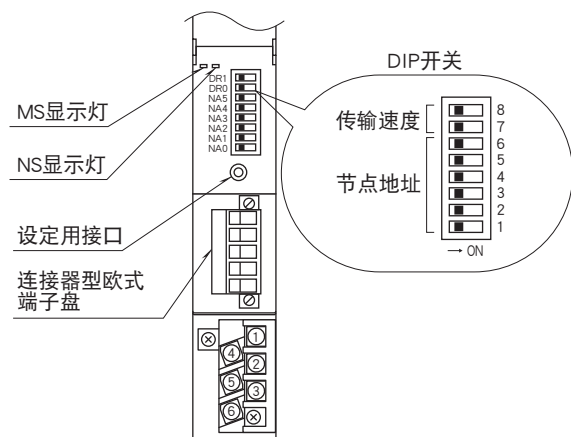 DIP开关
DR1
DR0
NA5
NA4
NA3
NA2
NA1
NA0
MS显示灯
NS显示灯
设定用接口
连接器型欧式
端子盘
传输速度
节点地址
8
7
6
5
4
3
2
1
→ ON
1
4
2
5
3
6